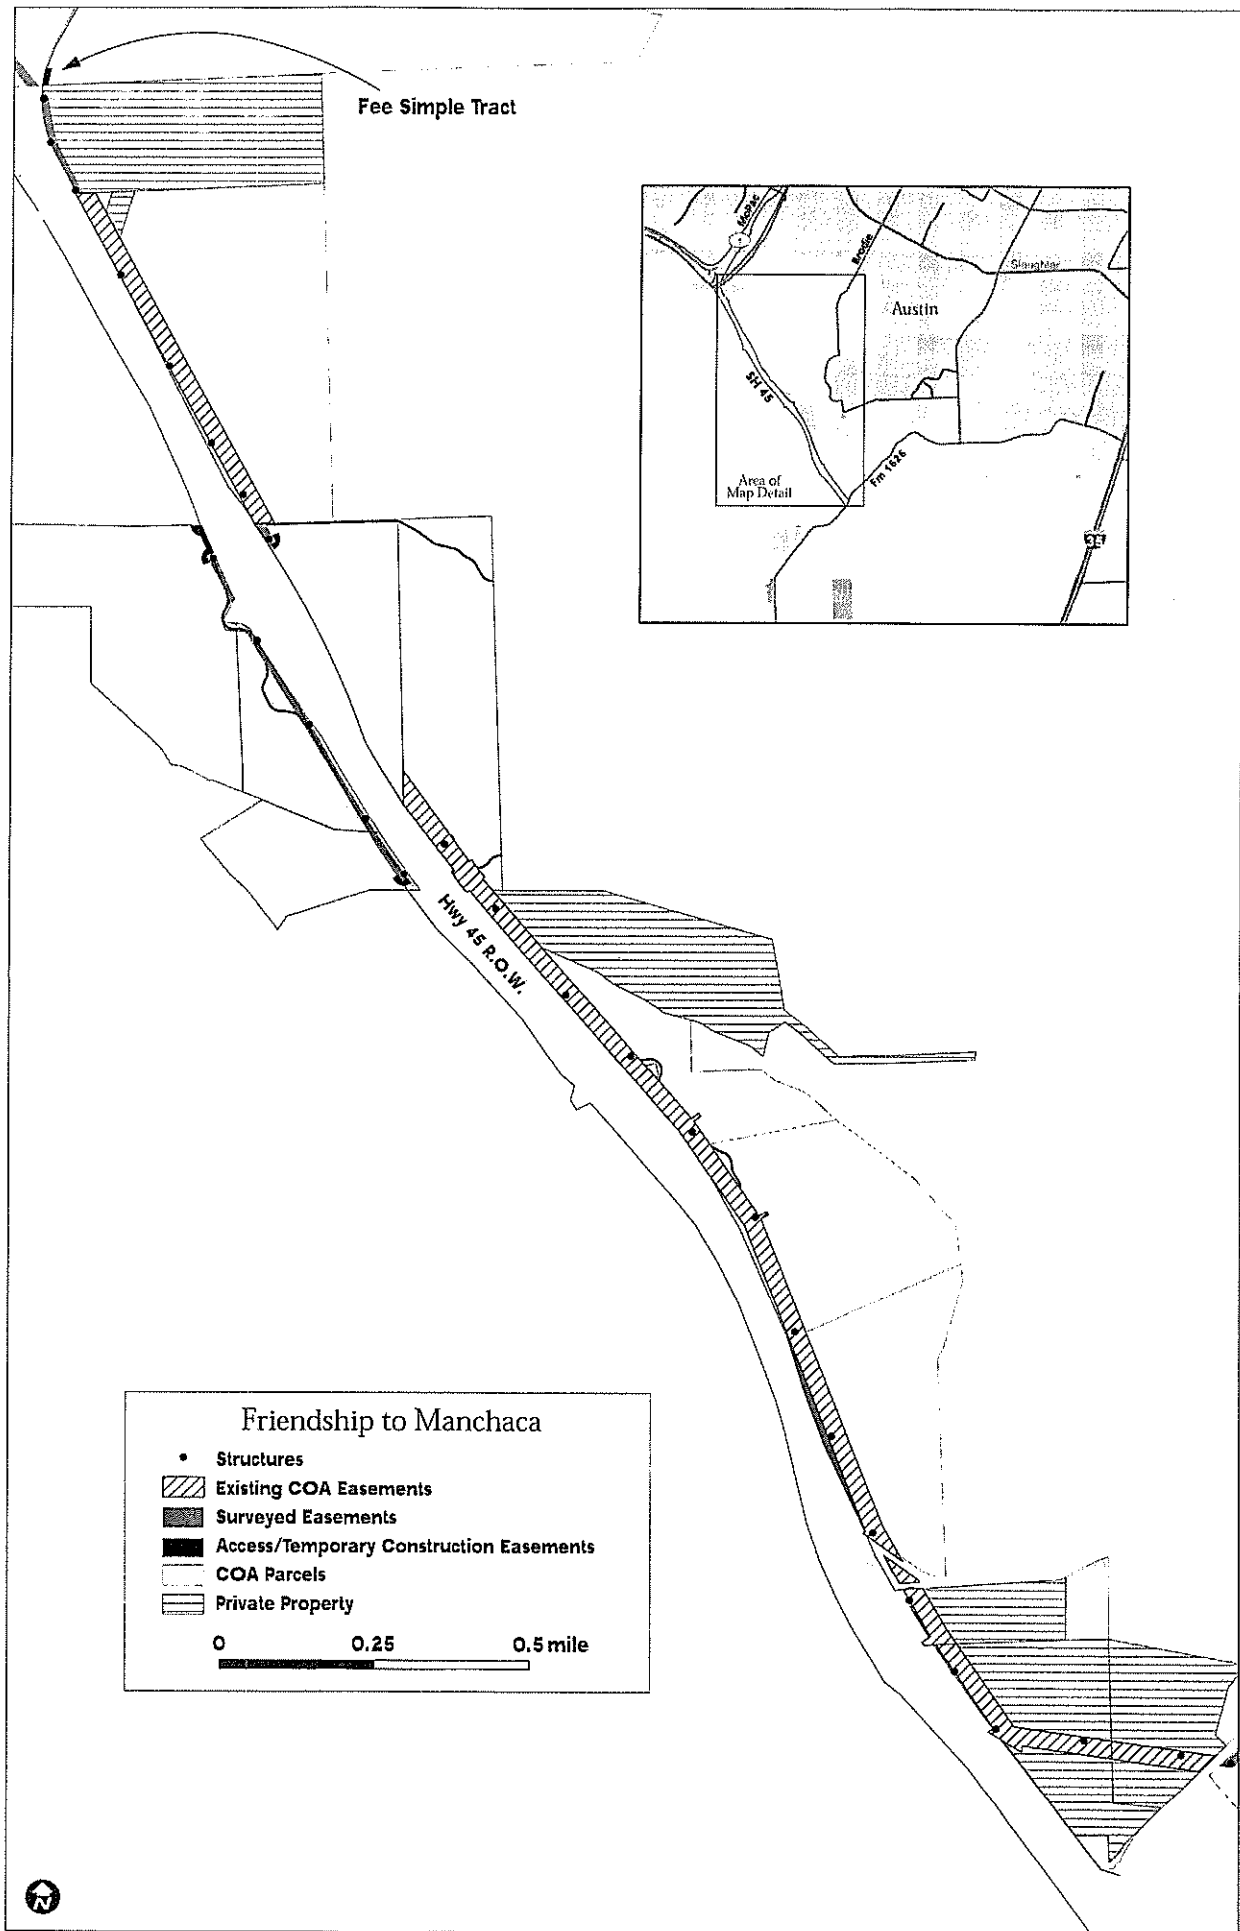 Fee Simple Tract
MoPac
Brodie
Slaughter
Austin
SH 45
Area of
Map Detail
Fm 1626
35
Hwy 45 R.O.W.
Friendship to Manchaca
Structures
Existing COA Easements
Surveyed Easements
Access/Temporary Construction Easements
COA Parcels
Private Property
0 0.25 0.5 mile
N